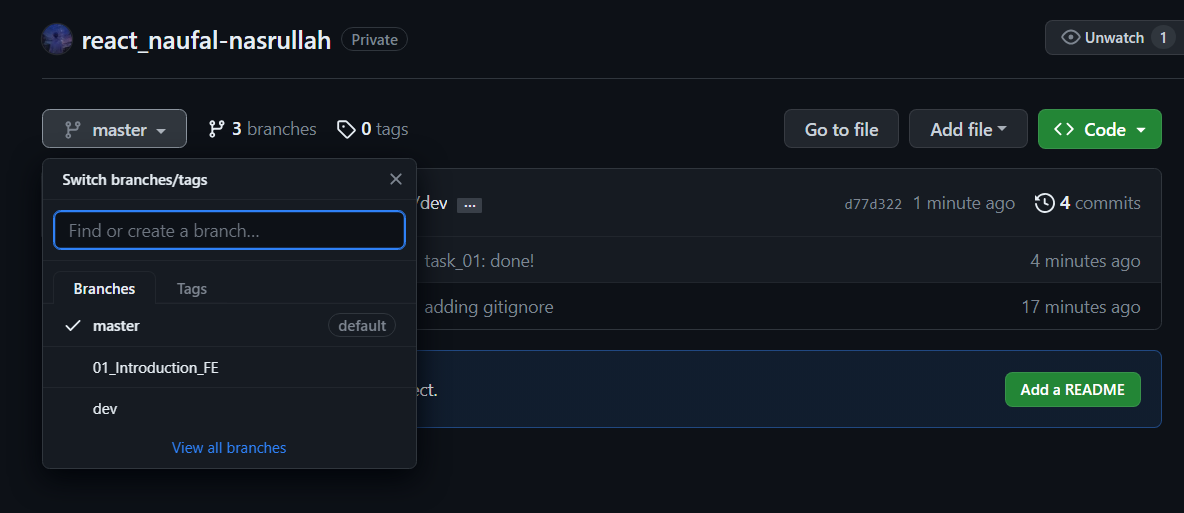 react_naufal-nasrullah Private Unwatch 1
master 3 branches 0 tags Go to file Add file Code
Switch branches/tags
/dev ... d77d322 1 minute ago 4 commits
Find or create a branch...
task_01: done! 4 minutes ago
Branches Tags
adding gitignore 17 minutes ago
master default
01_Introduction_FE
ect. Add a README
dev
View all branches